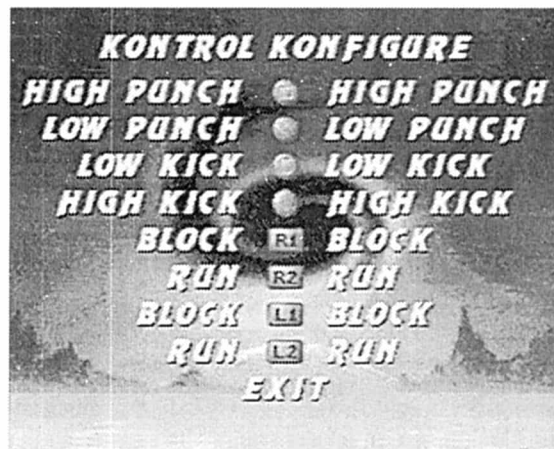 KONTROL KONFIGURE
HIGH PUNCH HIGH PUNCH
LOW PUNCH LOW PUNCH
LOW KICK LOW KICK
HIGH KICK HIGH KICK
BLOCK R1 BLOCK
RUN R2 RUN
BLOCK L1 BLOCK
RUN L2 RUN
EXIT